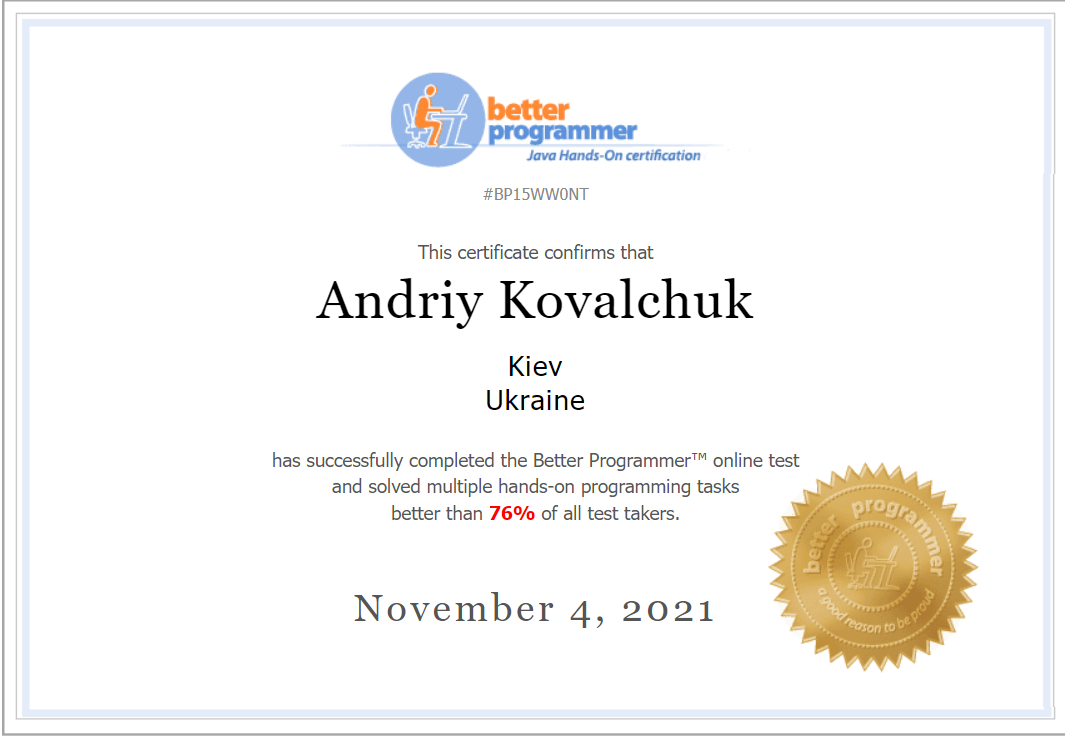 better
programmer
Java Hands-On certification
#BP15WW0NT
This certificate confirms that
Andriy Kovalchuk
Kiev
Ukraine
has successfully completed the Better Programmer™ online test
and solved multiple hands-on programming tasks
better than 76% of all test takers.
better programmer
a good reason to be proud
November 4, 2021